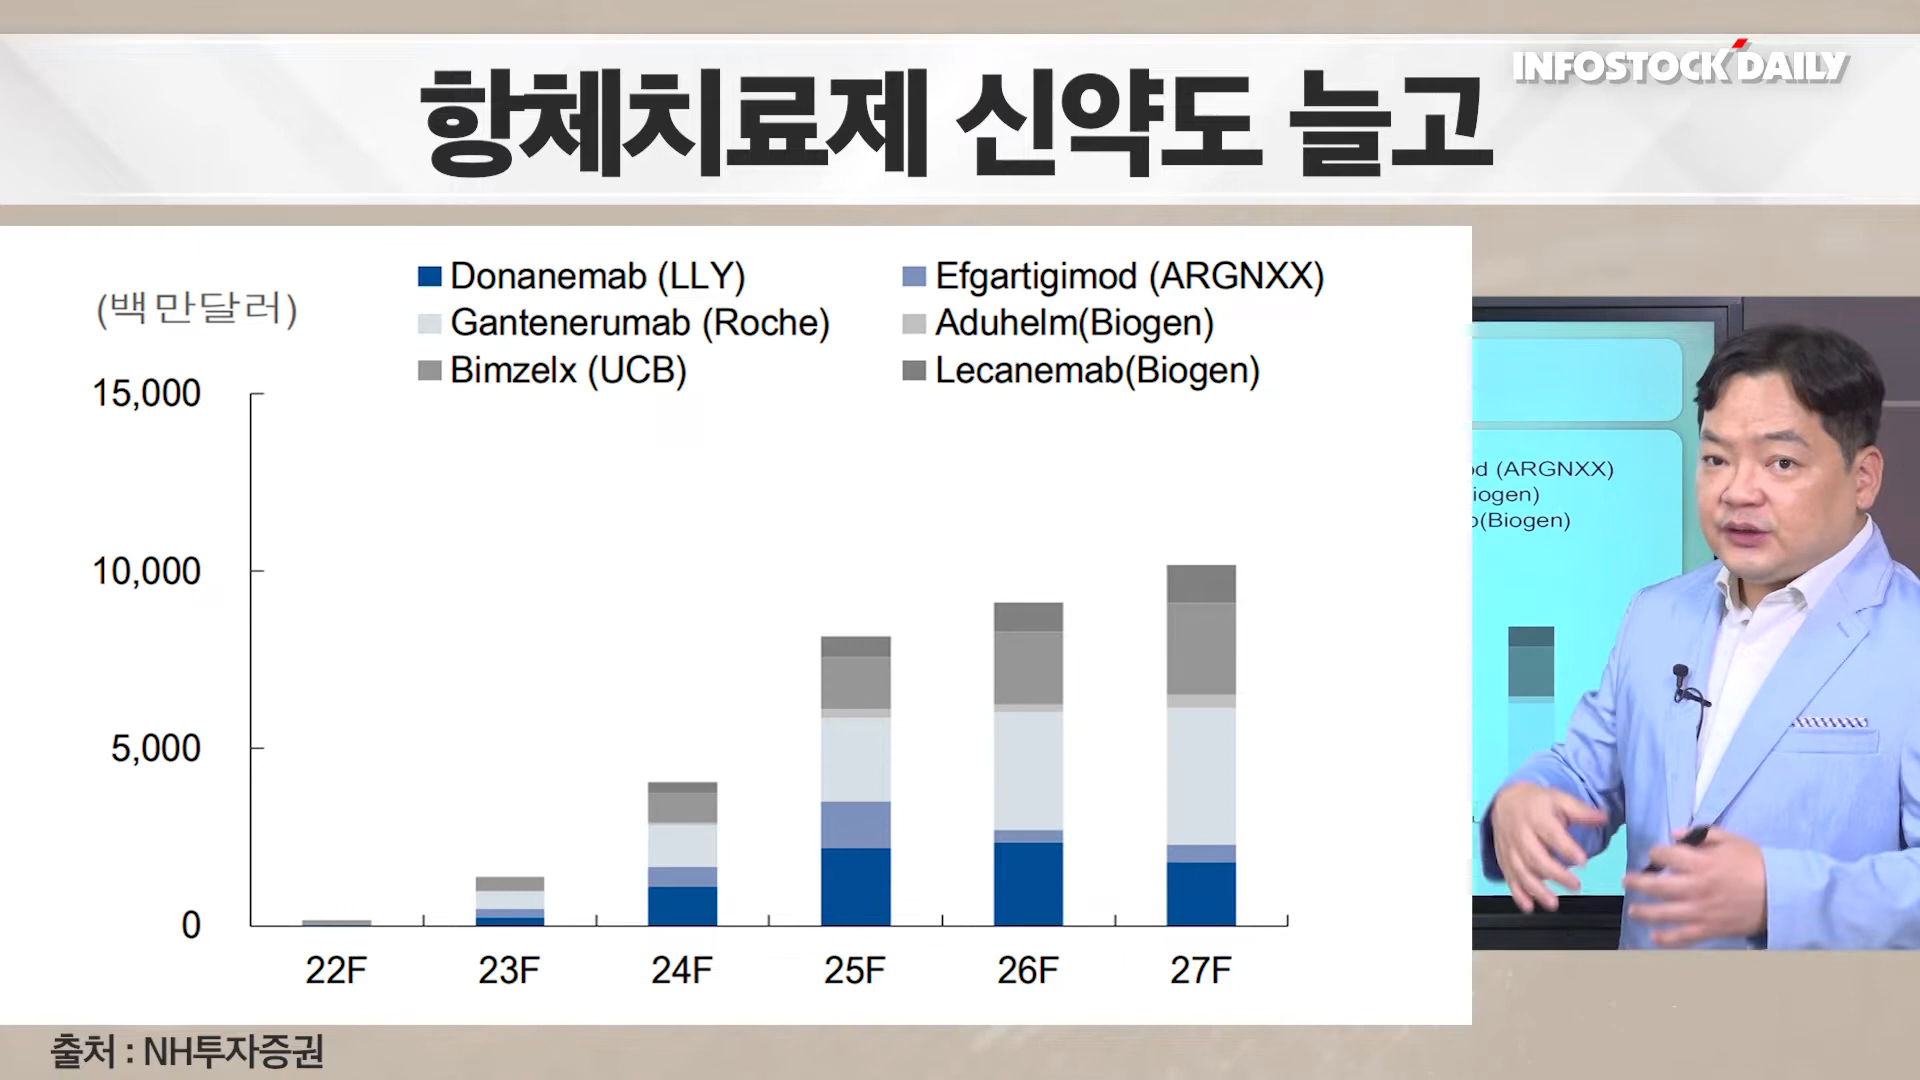 항체치료제 신약도 늘고
INFOSTOCK DAILY
(백만달러)
Donanemab (LLY)
Efgartigimod (ARGNXX)
Gantenerumab (Roche)
Aduhelm(Biogen)
Bimzelx (UCB)
Lecanemab(Biogen)
15,000
10,000
5,000
0
22F
23F
24F
25F
26F
27F
(ARGNXX)
(Biogen)
출처 : NH투자증권